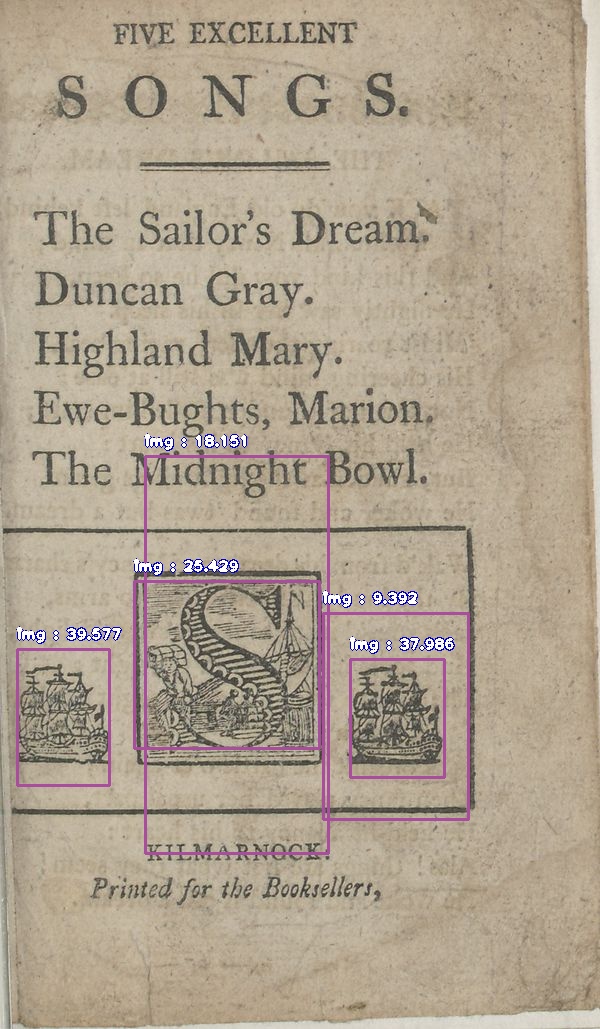 FIVE EXCELLENT
SONGS.
The Sailor's Dream.
Duncan Gray.
Highland Mary.
Ewe-Bughts, Marion.
img : 18.151
The Midnight Bowl.
img : 25.429
S
N
img : 9.392
img : 39.577
img : 37.986
KILMARNOCK:
Printed for the Booksellers,